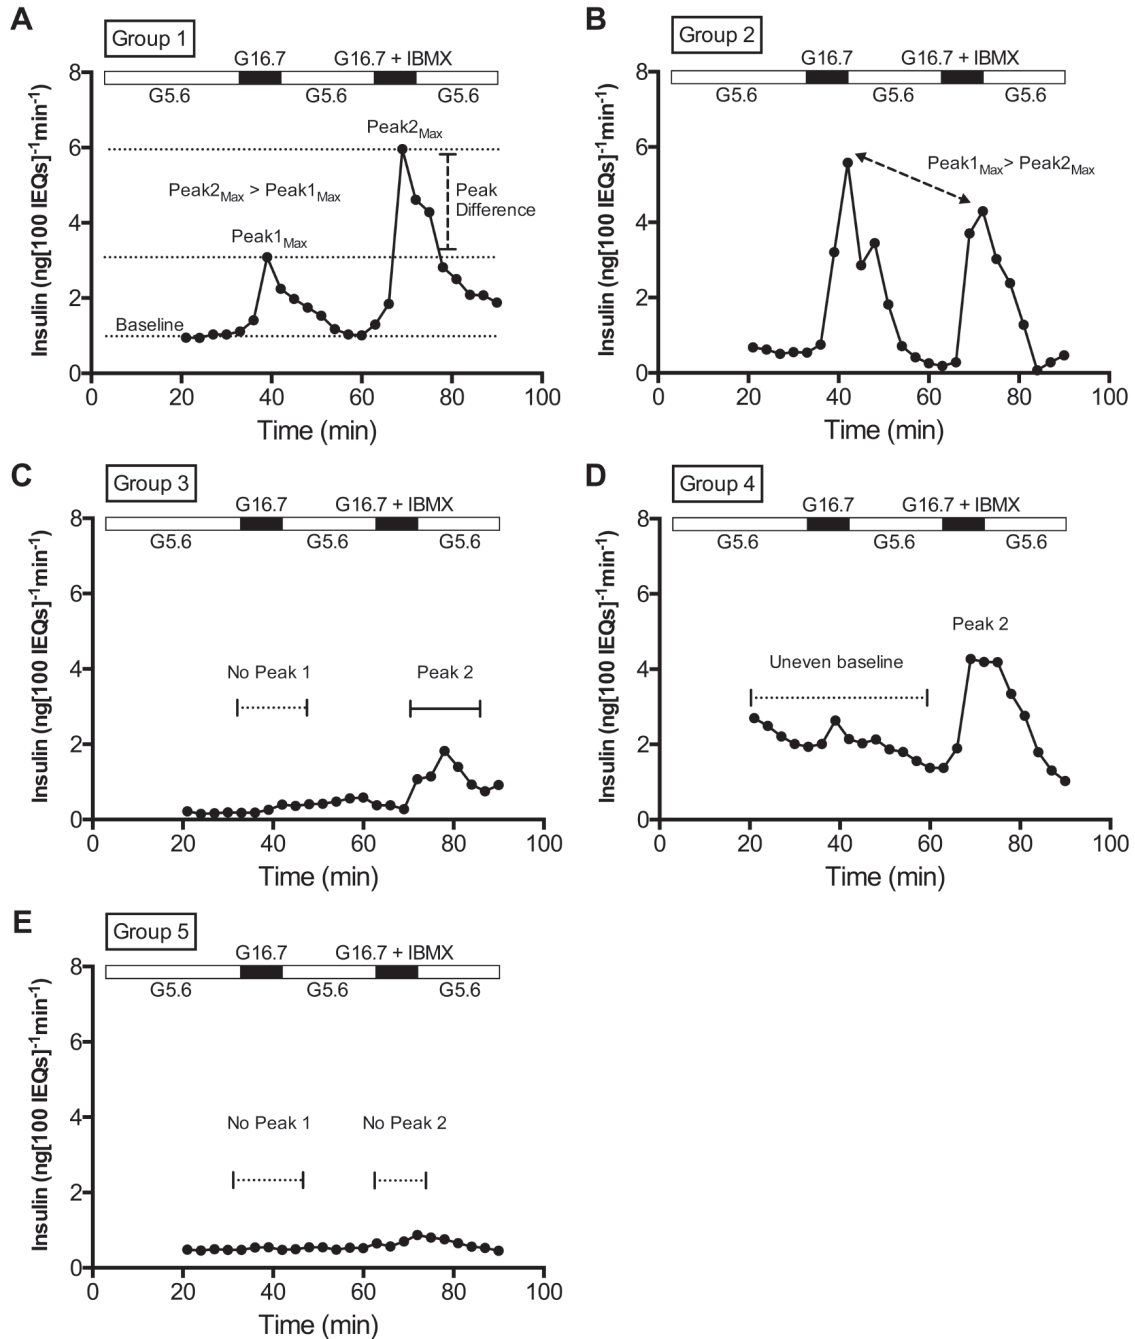 A
Group 1
G16.7
G16.7 + IBMX
G5.6
G5.6
G5.6
8
6
4
2
0
Insulin (ng[100 IEQs]⁻¹min⁻¹)
Peak2Max
Peak2Max > Peak1Max
Peak
Difference
Peak1Max
Baseline
0
20
40
60
80
100
Time (min)
B
Group 2
G16.7
G16.7 + IBMX
G5.6
G5.6
G5.6
8
6
4
2
0
Insulin (ng[100 IEQs]⁻¹min⁻¹)
Peak1Max> Peak2Max
0
20
40
60
80
100
Time (min)
C
Group 3
G16.7
G16.7 + IBMX
G5.6
G5.6
G5.6
8
6
4
2
0
Insulin (ng[100 IEQs]⁻¹min⁻¹)
No Peak 1
Peak 2
0
20
40
60
80
100
Time (min)
D
Group 4
G16.7
G16.7 + IBMX
G5.6
G5.6
G5.6
8
6
4
2
0
Insulin (ng[100 IEQs]⁻¹min⁻¹)
Peak 2
Uneven baseline
0
20
40
60
80
100
Time (min)
E
Group 5
G16.7
G16.7 + IBMX
G5.6
G5.6
G5.6
8
6
4
2
0
Insulin (ng[100 IEQs]⁻¹min⁻¹)
No Peak 1
No Peak 2
0
20
40
60
80
100
Time (min)